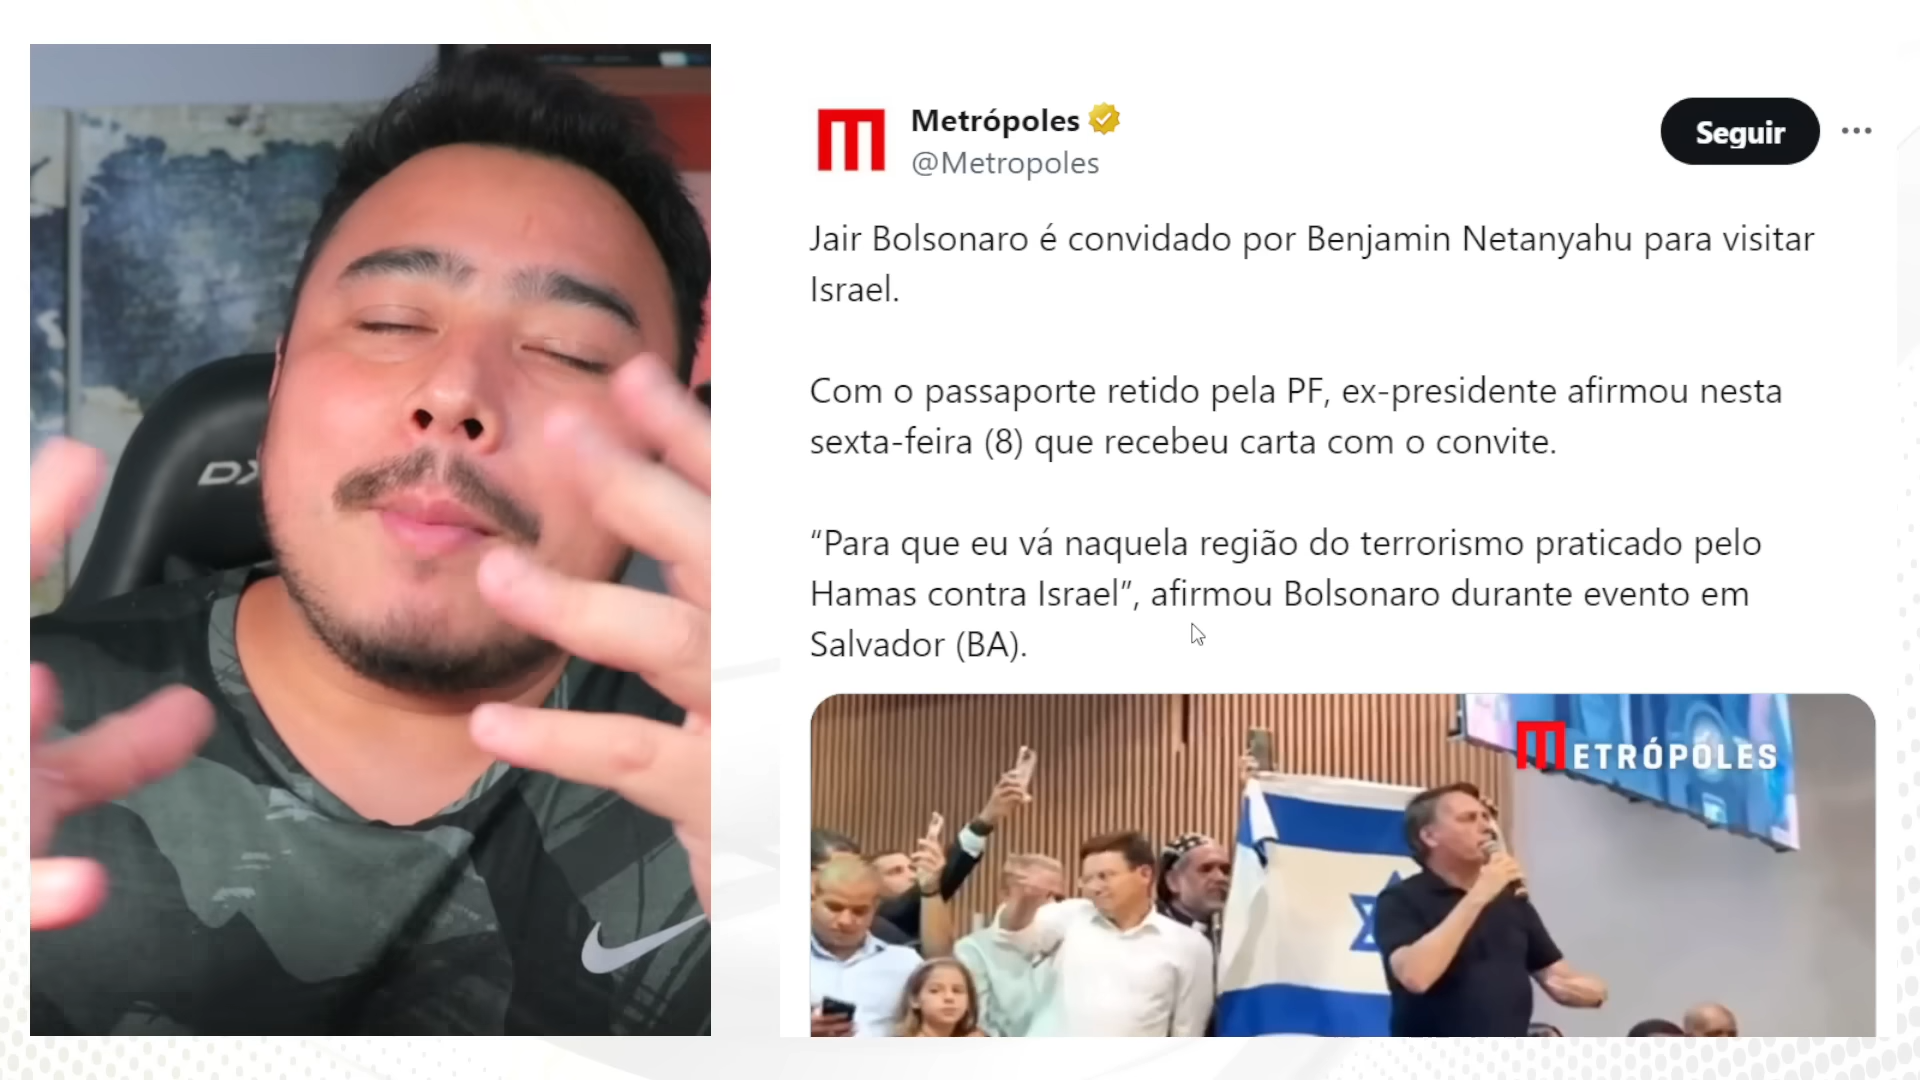 DX
Metrópoles
@Metropoles
Seguir
Jair Bolsonaro é convidado por Benjamin Netanyahu para visitar
Israel.
Com o passaporte retido pela PF, ex-presidente afirmou nesta
sexta-feira (8) que recebeu carta com o convite.
“Para que eu vá naquela região do terrorismo praticado pelo
Hamas contra Israel”, afirmou Bolsonaro durante evento em
Salvador (BA).
METRÓPOLES